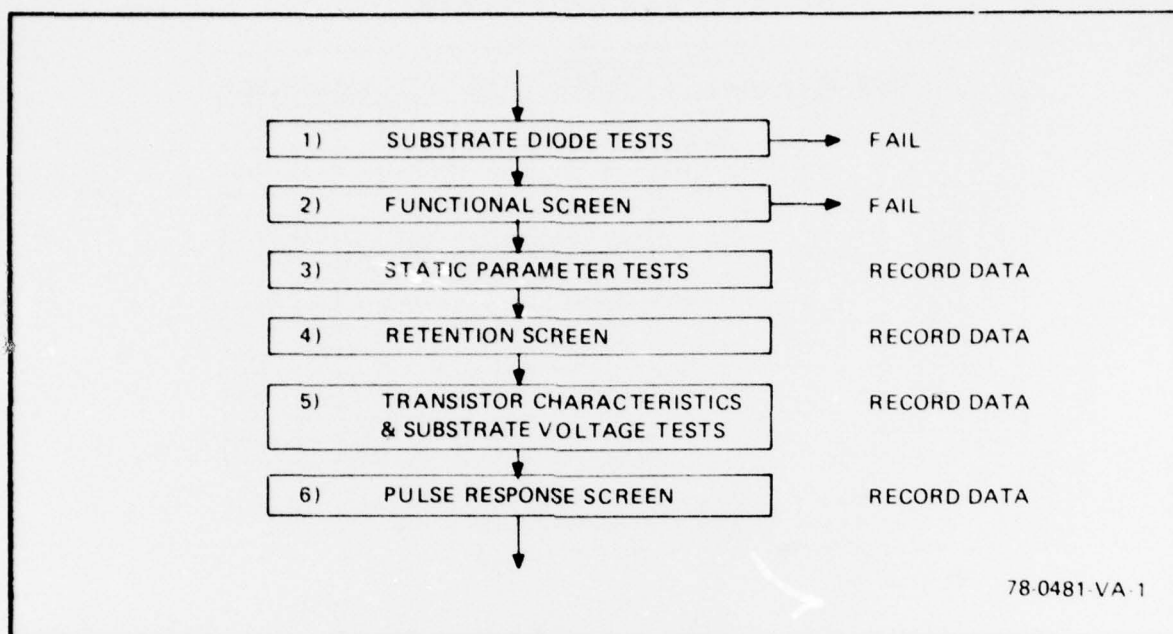 1) SUBSTRATE DIODE TESTS FAIL
2) FUNCTIONAL SCREEN FAIL
3) STATIC PARAMETER TESTS RECORD DATA
4) RETENTION SCREEN RECORD DATA
5) TRANSISTOR CHARACTERISTICS RECORD DATA
& SUBSTRATE VOLTAGE TESTS
6) PULSE RESPONSE SCREEN RECORD DATA
78-0481-VA-1